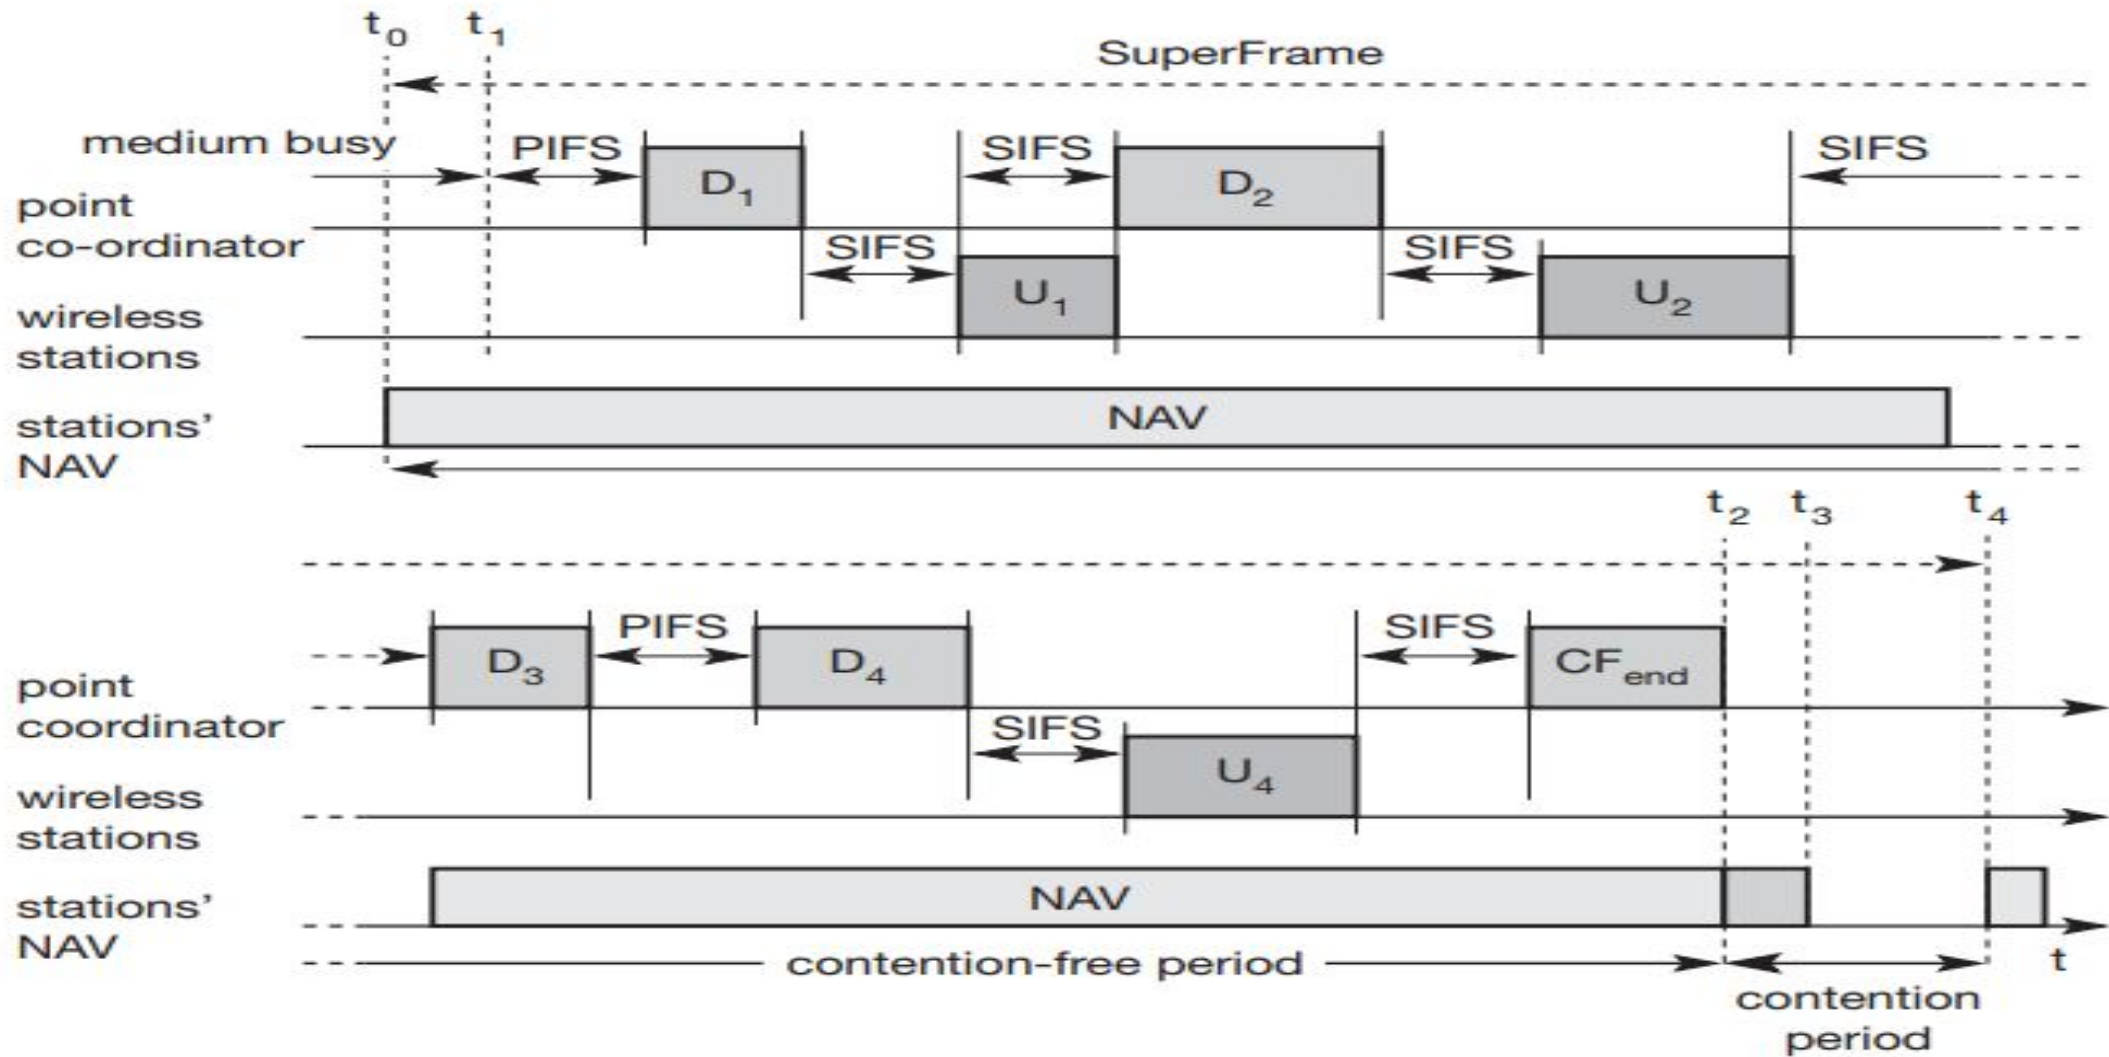 t0 t1
SuperFrame
medium busy PIFS D1 SIFS D2 SIFS
point
co-ordinator
SIFS U1 SIFS U2
wireless
stations
stations’
NAV
NAV
t2 t3 t4
D3 PIFS D4 SIFS CFend
point
coordinator
SIFS U4
wireless
stations
stations’
NAV
NAV
t
contention-free period
contention
period